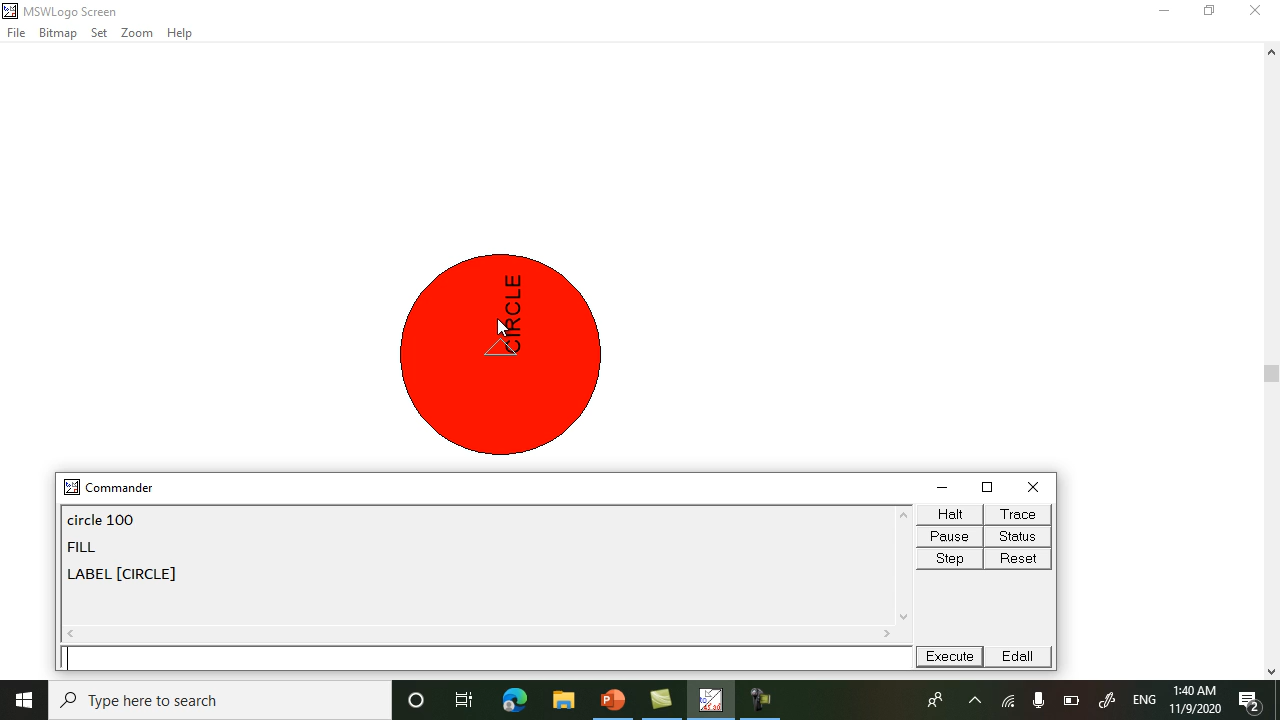 MSWLogo Screen
File Bitmap Set Zoom Help
CIRCLE
Commander
circle 100
FILL
LABEL [CIRCLE]
Halt Trace
Pause Status
Step Reset
Execute Edall
Type here to search
ENG
1:40 AM
11/9/2020
2